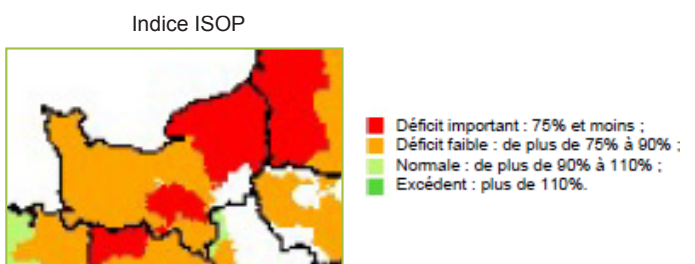 Indice ISOP
Déficit important : 75% et moins ;
Déficit faible : de plus de 75% à 90% ;
Normale : de plus de 90% à 110% ;
Excédent : plus de 110%.